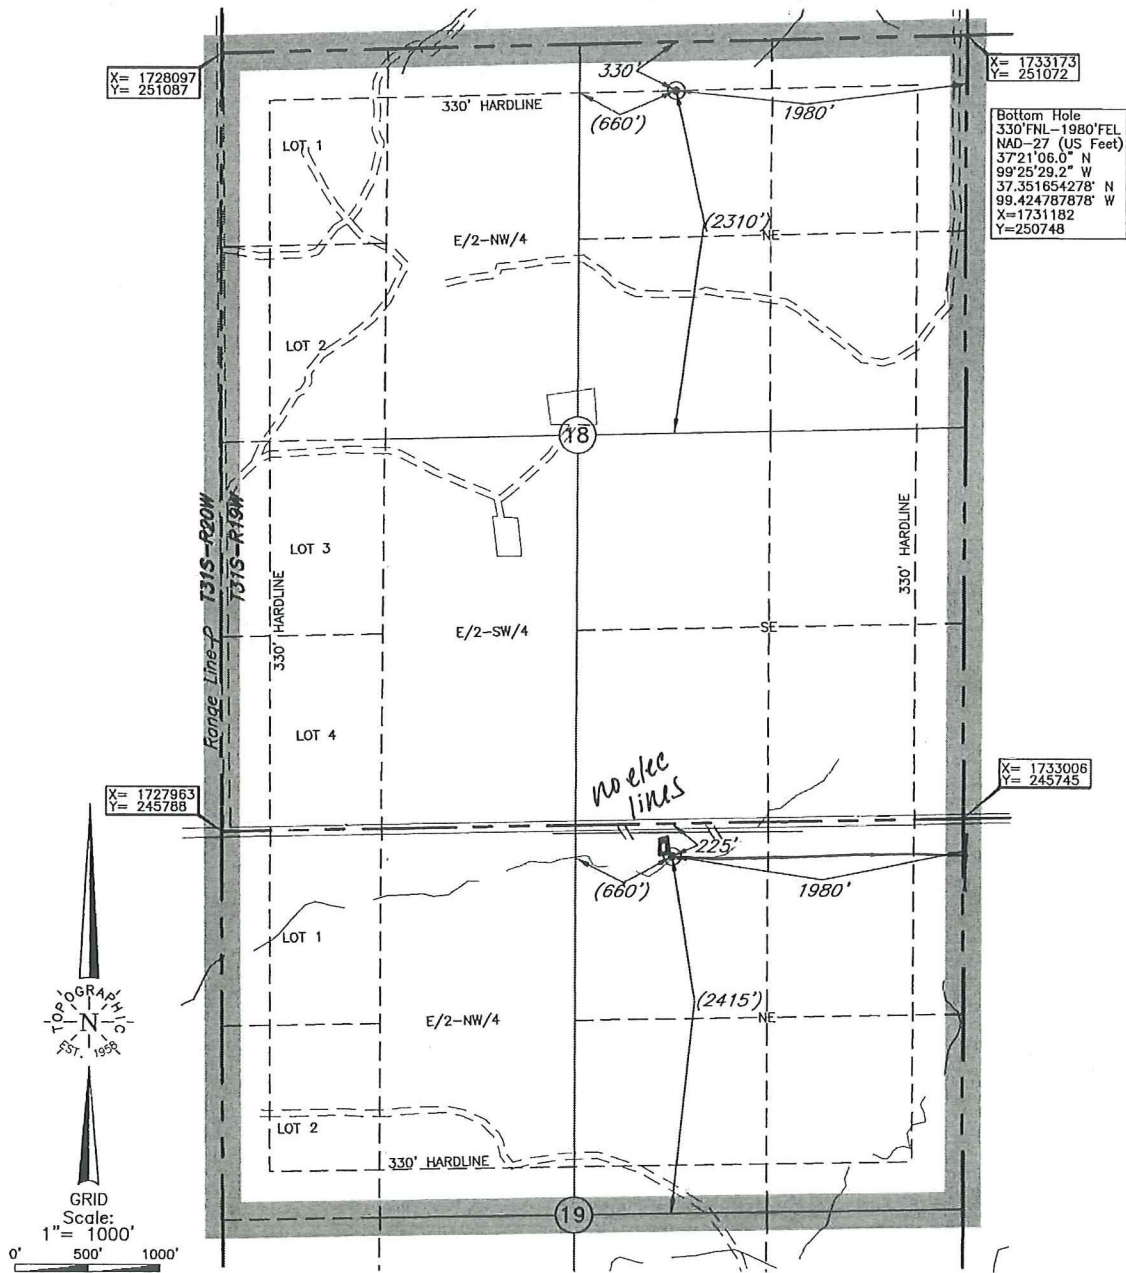 X= 1728097
Y= 251087
X= 1733173
Y= 251072
330'
330' HARDLINE
(660')
1980'
Bottom Hole
330'FNL-1980'FEL
NAD-27 (US Feet)
37°21'06.0" N
99°25'29.2" W
37.351654278° N
99.424787878° W
X=1731182
Y=250748
LOT 1
(2310')
E/2-NW/4
NE
LOT 2
18
T31S-R20W
T31S-R19W
Range Line
LOT 3
330' HARDLINE
330' HARDLINE
E/2-SW/4
SE
LOT 4
no elec
lines
X= 1727963
Y= 245788
X= 1733006
Y= 245745
225'
(660')
1980'
LOT 1
(2415')
E/2-NW/4
NE
TOPOGRAPHIC
N
EST. 1958
LOT 2
330' HARDLINE
19
GRID
Scale:
1"= 1000'
0' 500' 1000'